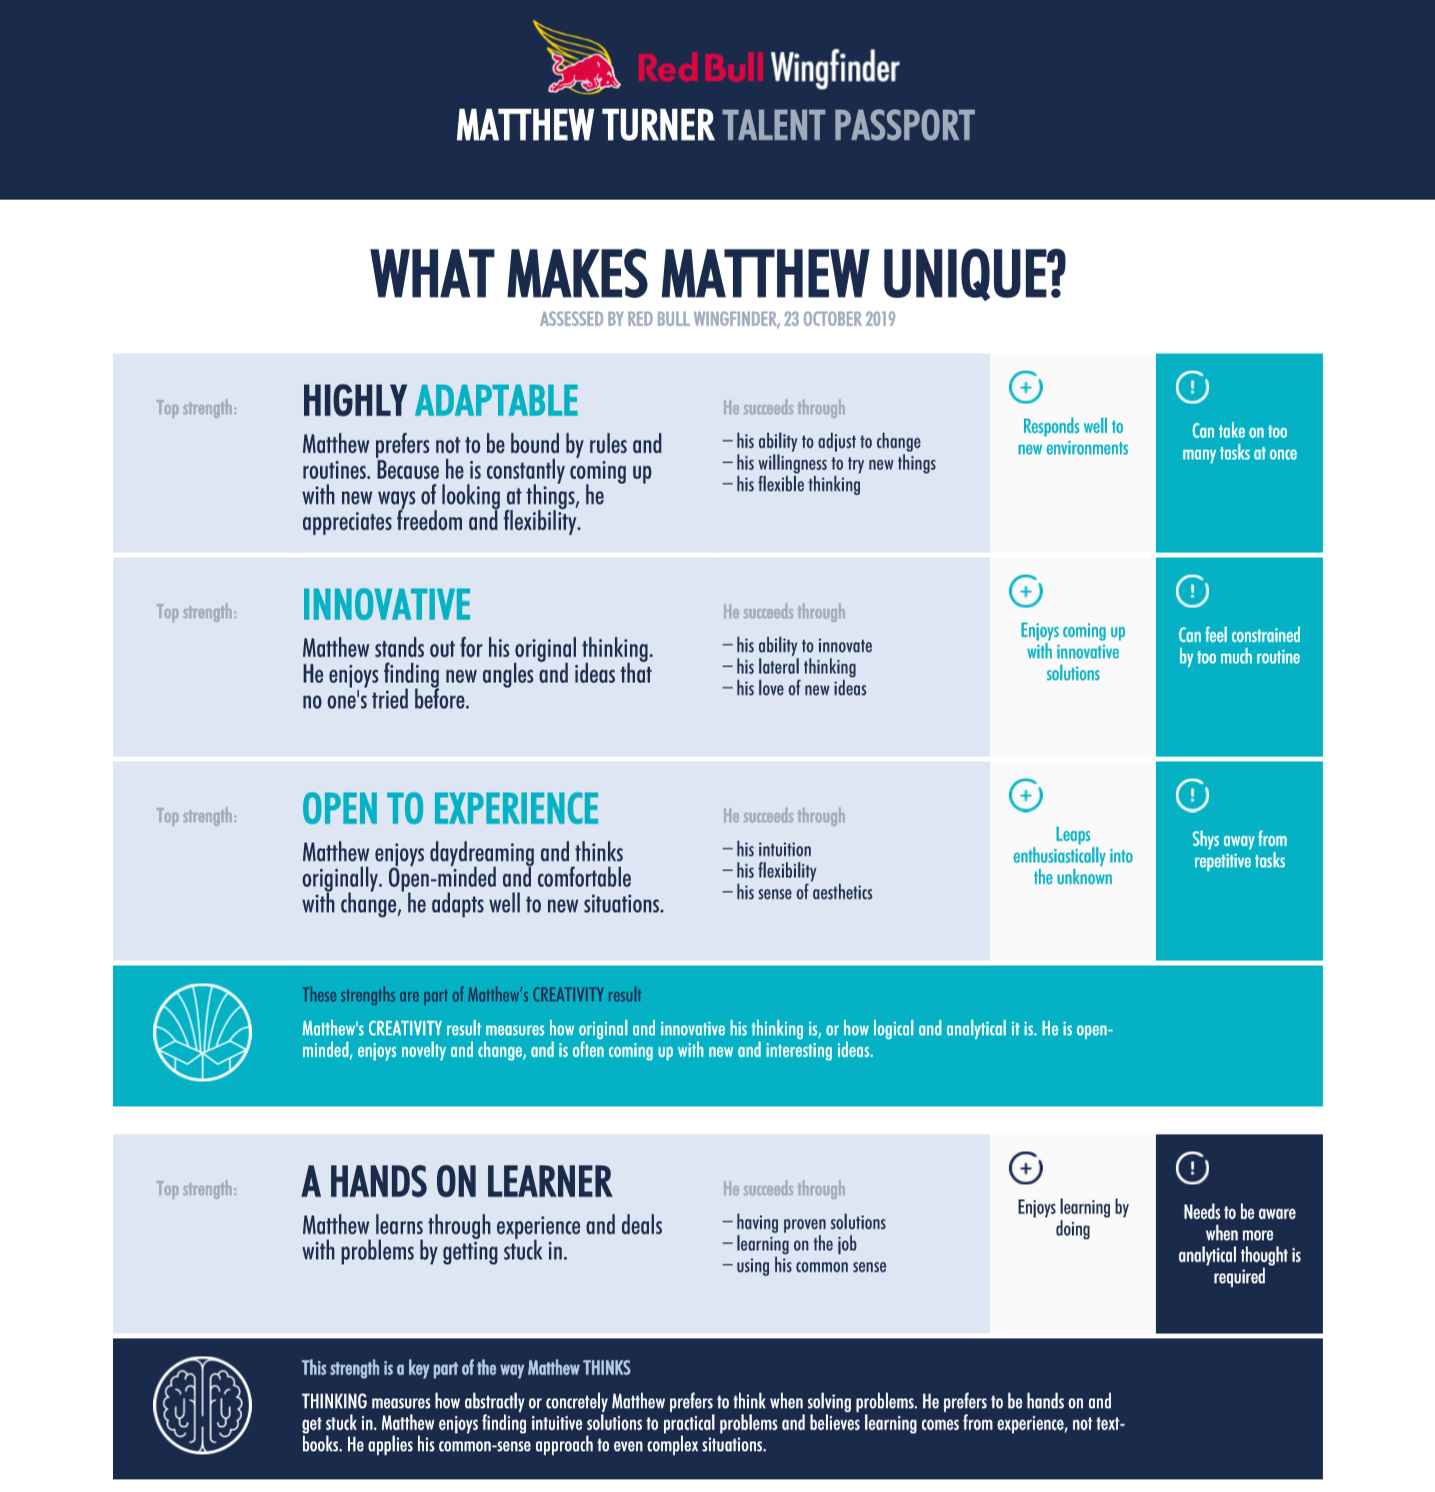 Red Bull Wingfinder
MATTHEW TURNER TALENT PASSPORT
WHAT MAKES MATTHEW UNIQUE?
ASSESSED BY RED BULL WINGFINDER, 23 OCTOBER 2019
Top strength:
HIGHLY ADAPTABLE
Matthew prefers not to be bound by rules and
routines. Because he is constantly coming up
with new ways of looking at things, he
appreciates freedom and flexibility.
He succeeds through
– his ability to adjust to change
– his willingness to try new things
– his flexible thinking
Responds well to
new environments
Can take on too
many tasks at once
Top strength:
INNOVATIVE
Matthew stands out for his original thinking.
He enjoys finding new angles and ideas that
no one's tried before.
He succeeds through
– his ability to innovate
– his lateral thinking
– his love of new ideas
Enjoys coming up
with innovative
solutions
Can feel constrained
by too much routine
Top strength:
OPEN TO EXPERIENCE
Matthew enjoys daydreaming and thinks
originally. Open-minded and comfortable
with change, he adapts well to new situations.
He succeeds through
– his intuition
– his flexibility
– his sense of aesthetics
Leaps
enthusiastically into
the unknown
Shys away from
repetitive tasks
These strengths are part of Matthew’s CREATIVITY result
Matthew's CREATIVITY result measures how original and innovative his thinking is, or how logical and analytical it is. He is open-
minded, enjoys novelty and change, and is often coming up with new and interesting ideas.
Top strength:
A HANDS ON LEARNER
Matthew learns through experience and deals
with problems by getting stuck in.
He succeeds through
– having proven solutions
– learning on the job
– using his common sense
Enjoys learning by
doing
Needs to be aware
when more
analytical thought is
required
This strength is a key part of the way Matthew THINKS
THINKING measures how abstractly or concretely Matthew prefers to think when solving problems. He prefers to be hands on and
get stuck in. Matthew enjoys finding intuitive solutions to practical problems and believes learning comes from experience, not text-
books. He applies his common-sense approach to even complex situations.